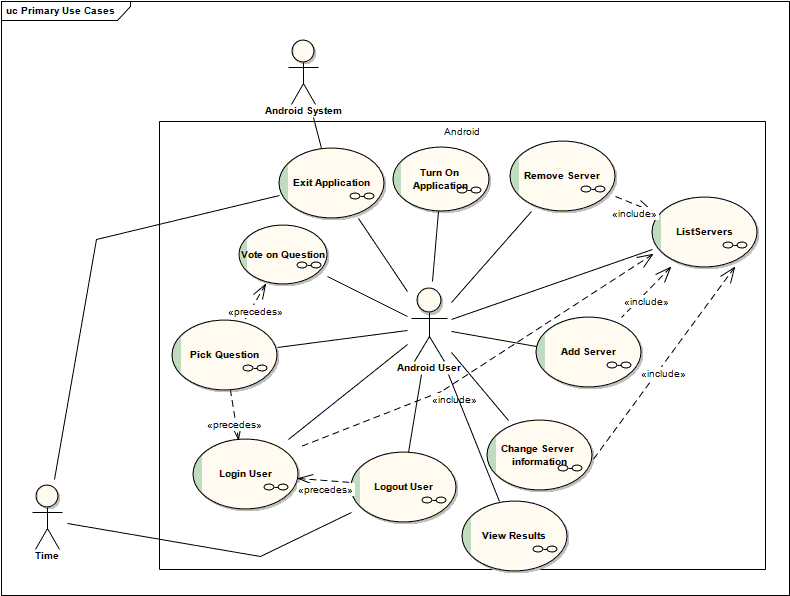 uc Primary Use Cases
Android System
Android
Exit Application
Turn On
Application
Remove Server
«include»
ListServers
Vote on Question
«precedes»
«include»
Pick Question
Android User
Add Server
«include»
«include»
«precedes»
Login User
Change Server
information
Logout User
«precedes»
View Results
Time